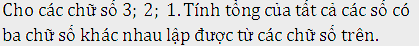 Cho các chữ số 3; 2; 1.Tính tổng của tất cả các số có
ba chữ số khác nhau lập được từ các chữ số trên.